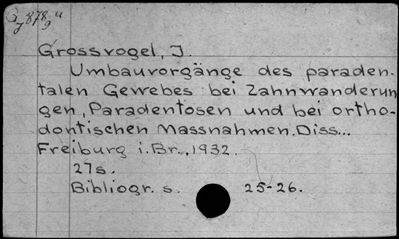 Grossvogel, J.
Umbauvorgänge des paraden-
talen Gewebes bei Zahnwanderun
gen, Paradentosen und bei ortho-
dontischen Massnahmen. Diss...
Freiburg i. Br., 1932.
27s.
Bibliogr. s. 25-26.